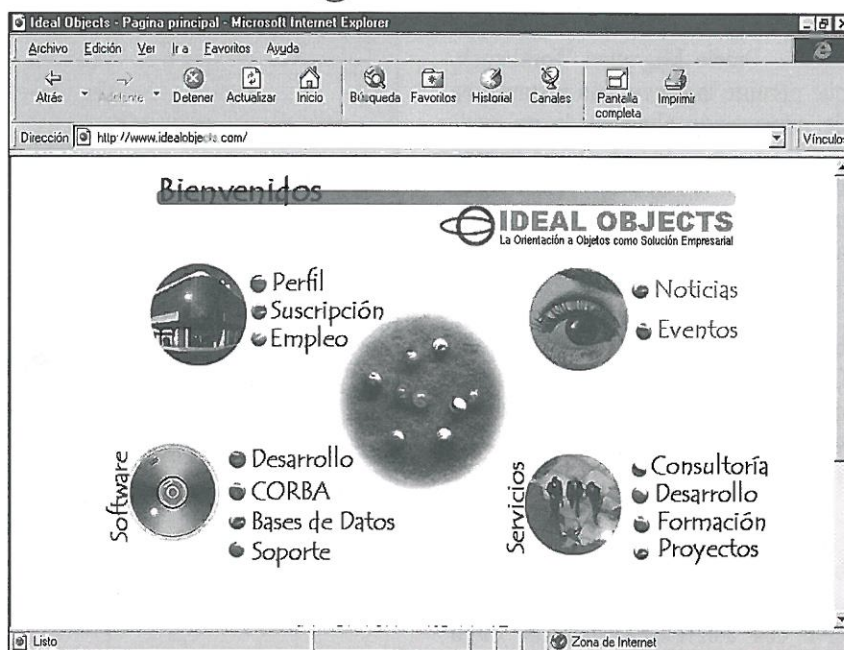 Ideal Objects - Pagina principal - Microsoft Internet Explorer
Archivo Edición Ver Ir a Favoritos Ayuda
Atrás Adelante Detener Actualizar Inicio Búsqueda Favoritos Historial Canales Pantalla completa Imprimir
Dirección http://www.idealobjects.com/ Vínculos
Bienvenidos
IDEAL OBJECTS
La Orientación a Objetos como Solución Empresarial
Perfil
Suscripción
Empleo
Noticias
Eventos
Software
Desarrollo
CORBA
Bases de Datos
Soporte
Servicios
Consultoría
Desarrollo
Formación
Proyectos
Listo Zona de Internet